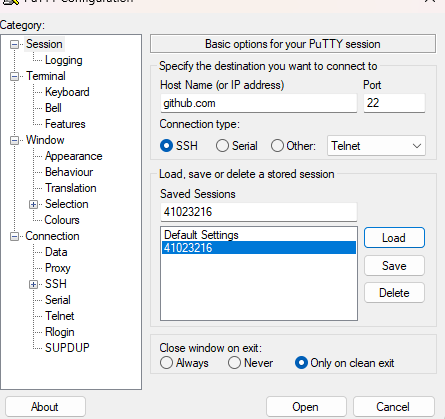 PuTTY Configuration
Category:
Session
Logging
Terminal
Keyboard
Bell
Features
Window
Appearance
Behaviour
Translation
Selection
Colours
Connection
Data
Proxy
SSH
Serial
Telnet
Rlogin
SUPDUP
Basic options for your PuTTY session
Specify the destination you want to connect to
Host Name (or IP address) Port
github.com 22
Connection type:
SSH Serial Other: Telnet
Load, save or delete a stored session
Saved Sessions
41023216
Default Settings
41023216
Load
Save
Delete
Close window on exit:
Always Never Only on clean exit
About Open Cancel